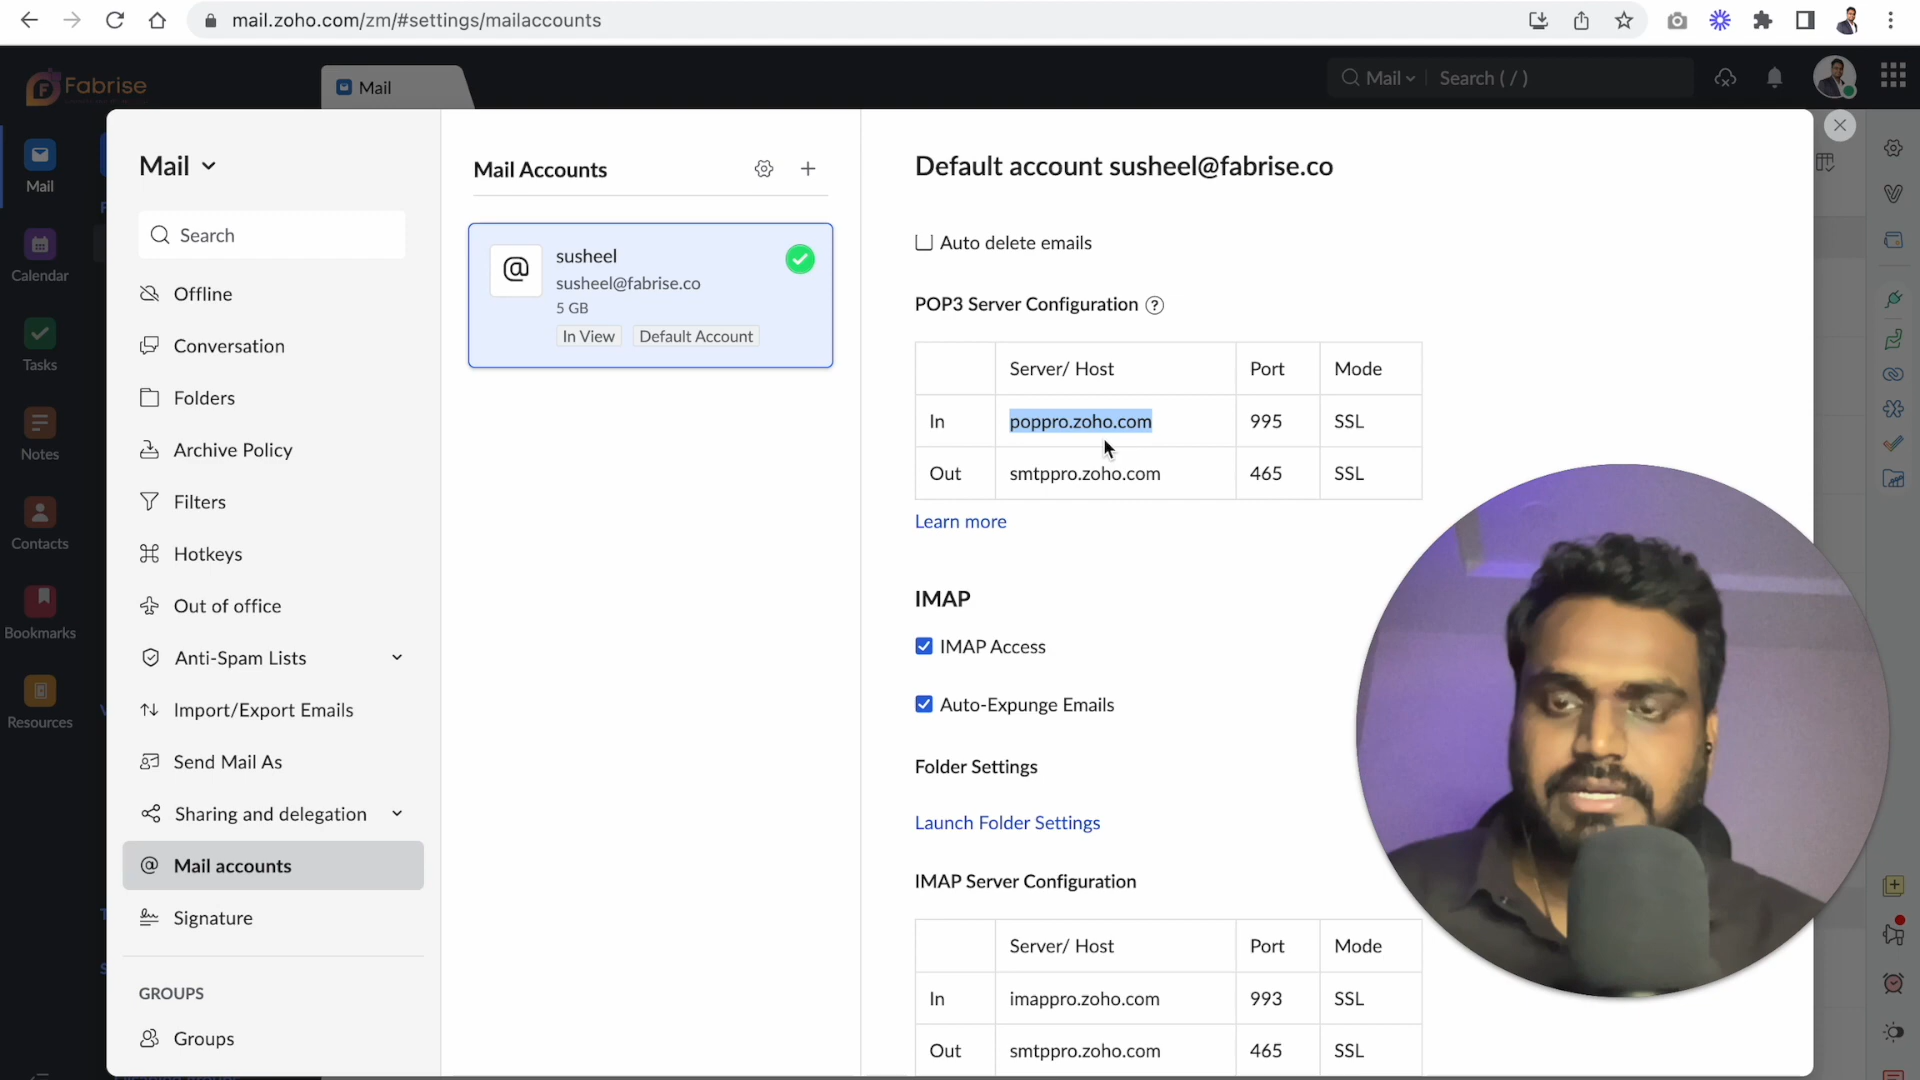 mail.zoho.com/zm/#settings/mailaccounts
Fabrise
Mail
Mail
Search ( / )
Mail
Calendar
Tasks
Notes
Contacts
Bookmarks
Resources
Mail
Search
Offline
Conversation
Folders
Archive Policy
Filters
Hotkeys
Out of office
Anti-Spam Lists
Import/Export Emails
Send Mail As
Sharing and delegation
Mail accounts
Signature
GROUPS
Groups
Mail Accounts
@
susheel
susheel@fabrise.co
5 GB
In View
Default Account
Default account susheel@fabrise.co
Auto delete emails
POP3 Server Configuration ?
Server/ Host Port Mode
In poppro.zoho.com 995 SSL
Out smtppro.zoho.com 465 SSL
Learn more
IMAP
IMAP Access
Auto-Expunge Emails
Folder Settings
Launch Folder Settings
IMAP Server Configuration
Server/ Host Port Mode
In imappro.zoho.com 993 SSL
Out smtppro.zoho.com 465 SSL